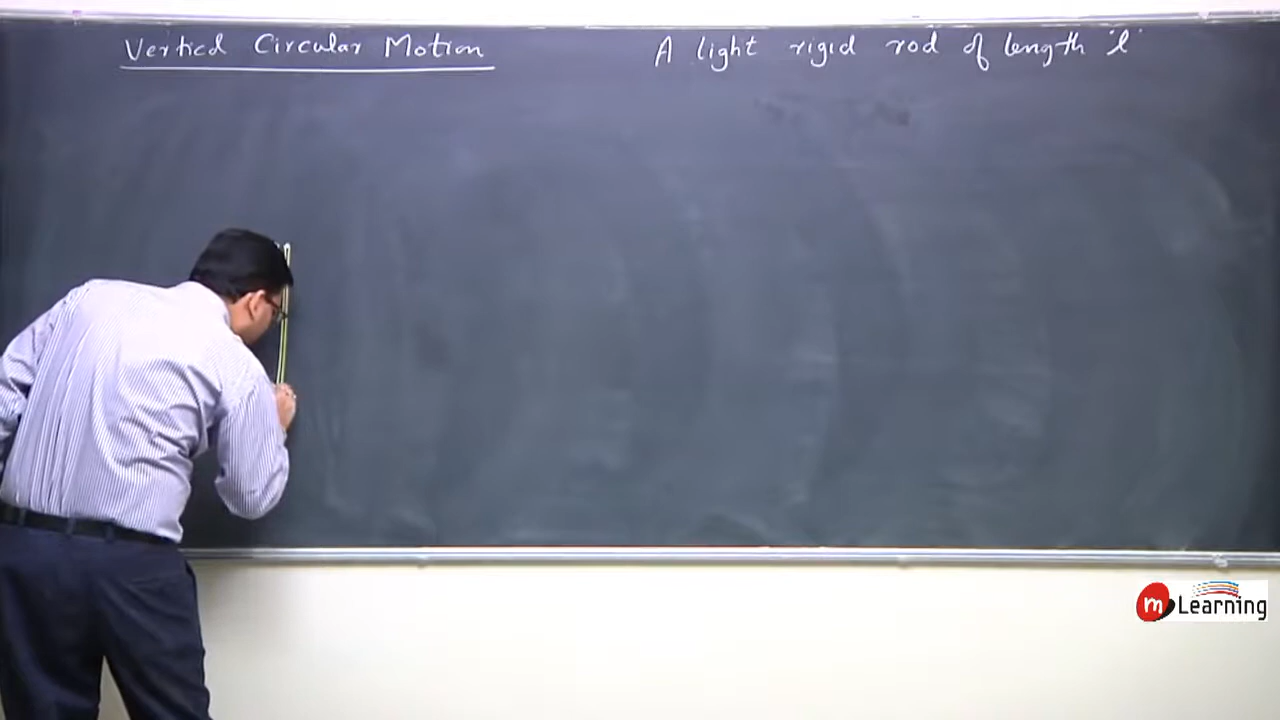 Vertical Circular Motion
A light rigid rod of length 'l'
m Learning